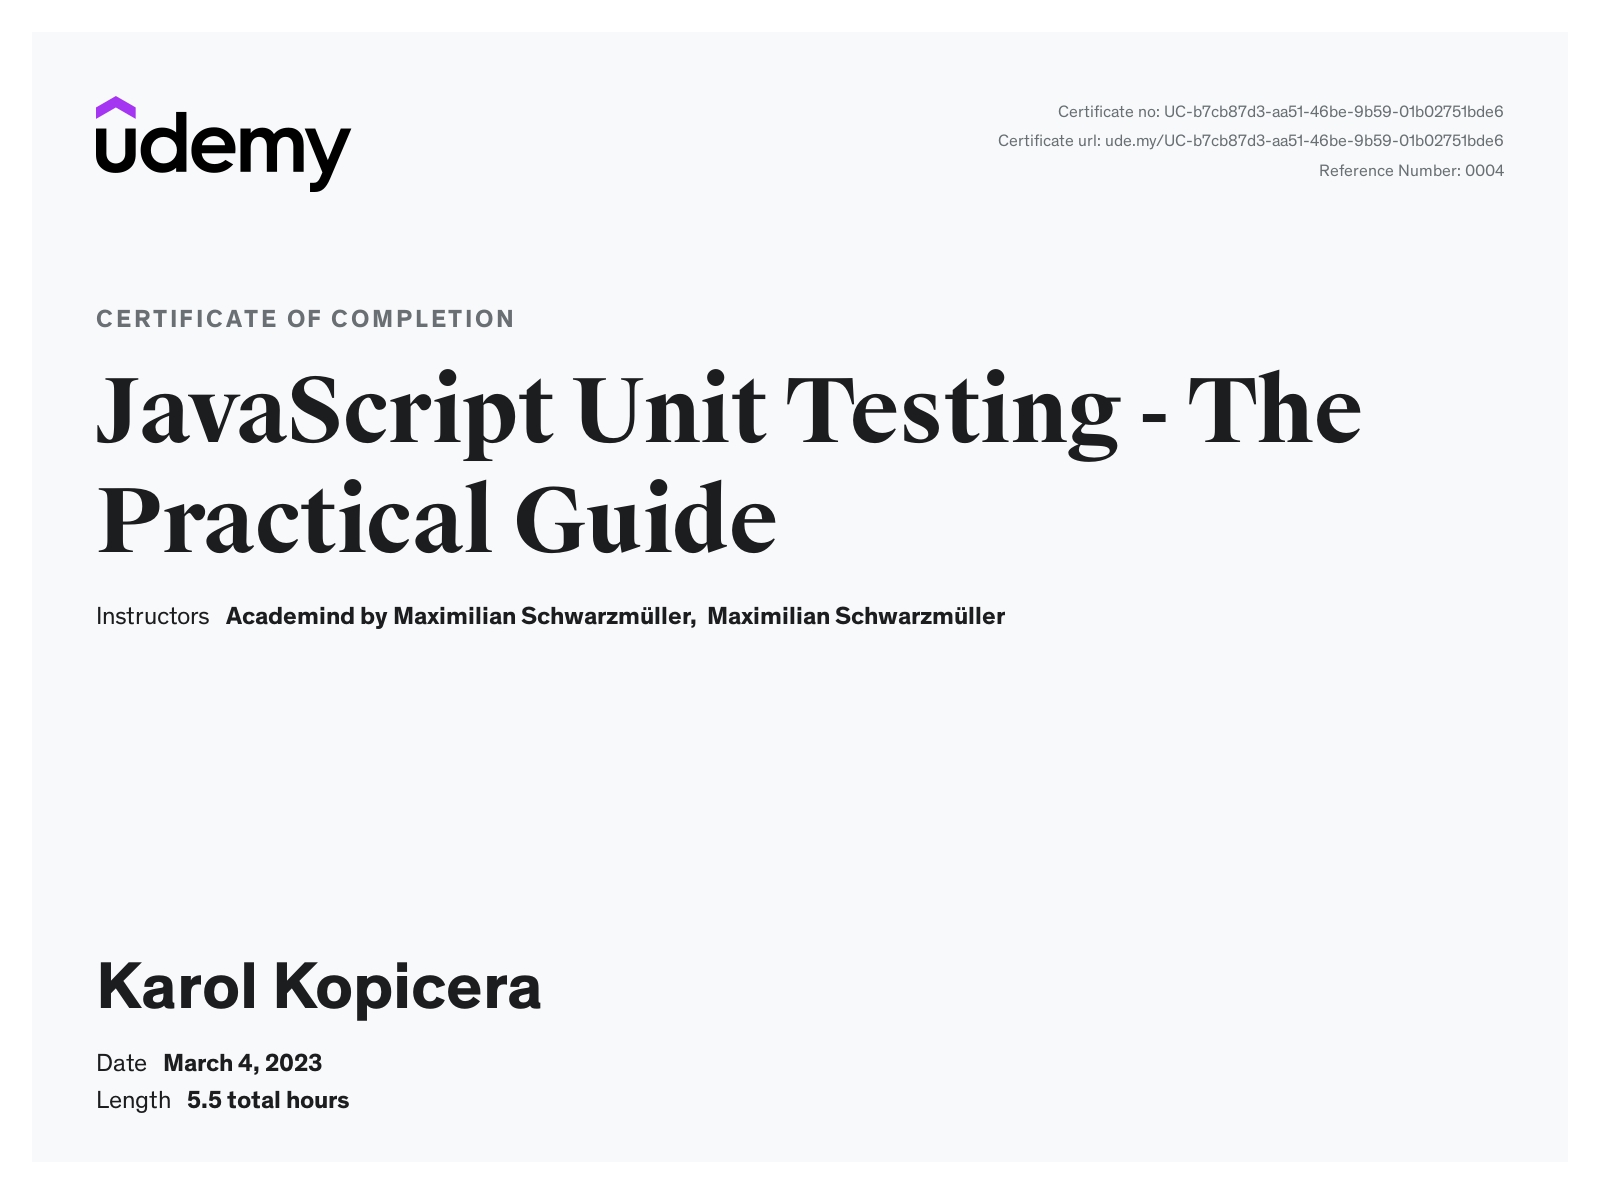 udemy
Certificate no: UC-b7cb87d3-aa51-46be-9b59-01b02751bde6
Certificate url: ude.my/UC-b7cb87d3-aa51-46be-9b59-01b02751bde6
Reference Number: 0004
CERTIFICATE OF COMPLETION
JavaScript Unit Testing - The
Practical Guide
Instructors Academind by Maximilian Schwarzmüller, Maximilian Schwarzmüller
Karol Kopicera
Date March 4, 2023
Length 5.5 total hours